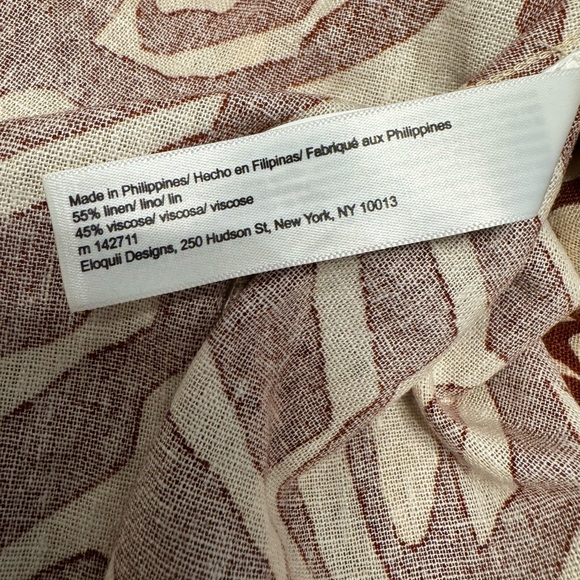 Made in Philippines/ Hecho en Filipinas/ Fabriqué aux Philippines
55% linen/ lino/ lin
45% viscose/ viscosa/ viscose
m 142711
Eloquii Designs, 250 Hudson St, New York, NY 10013